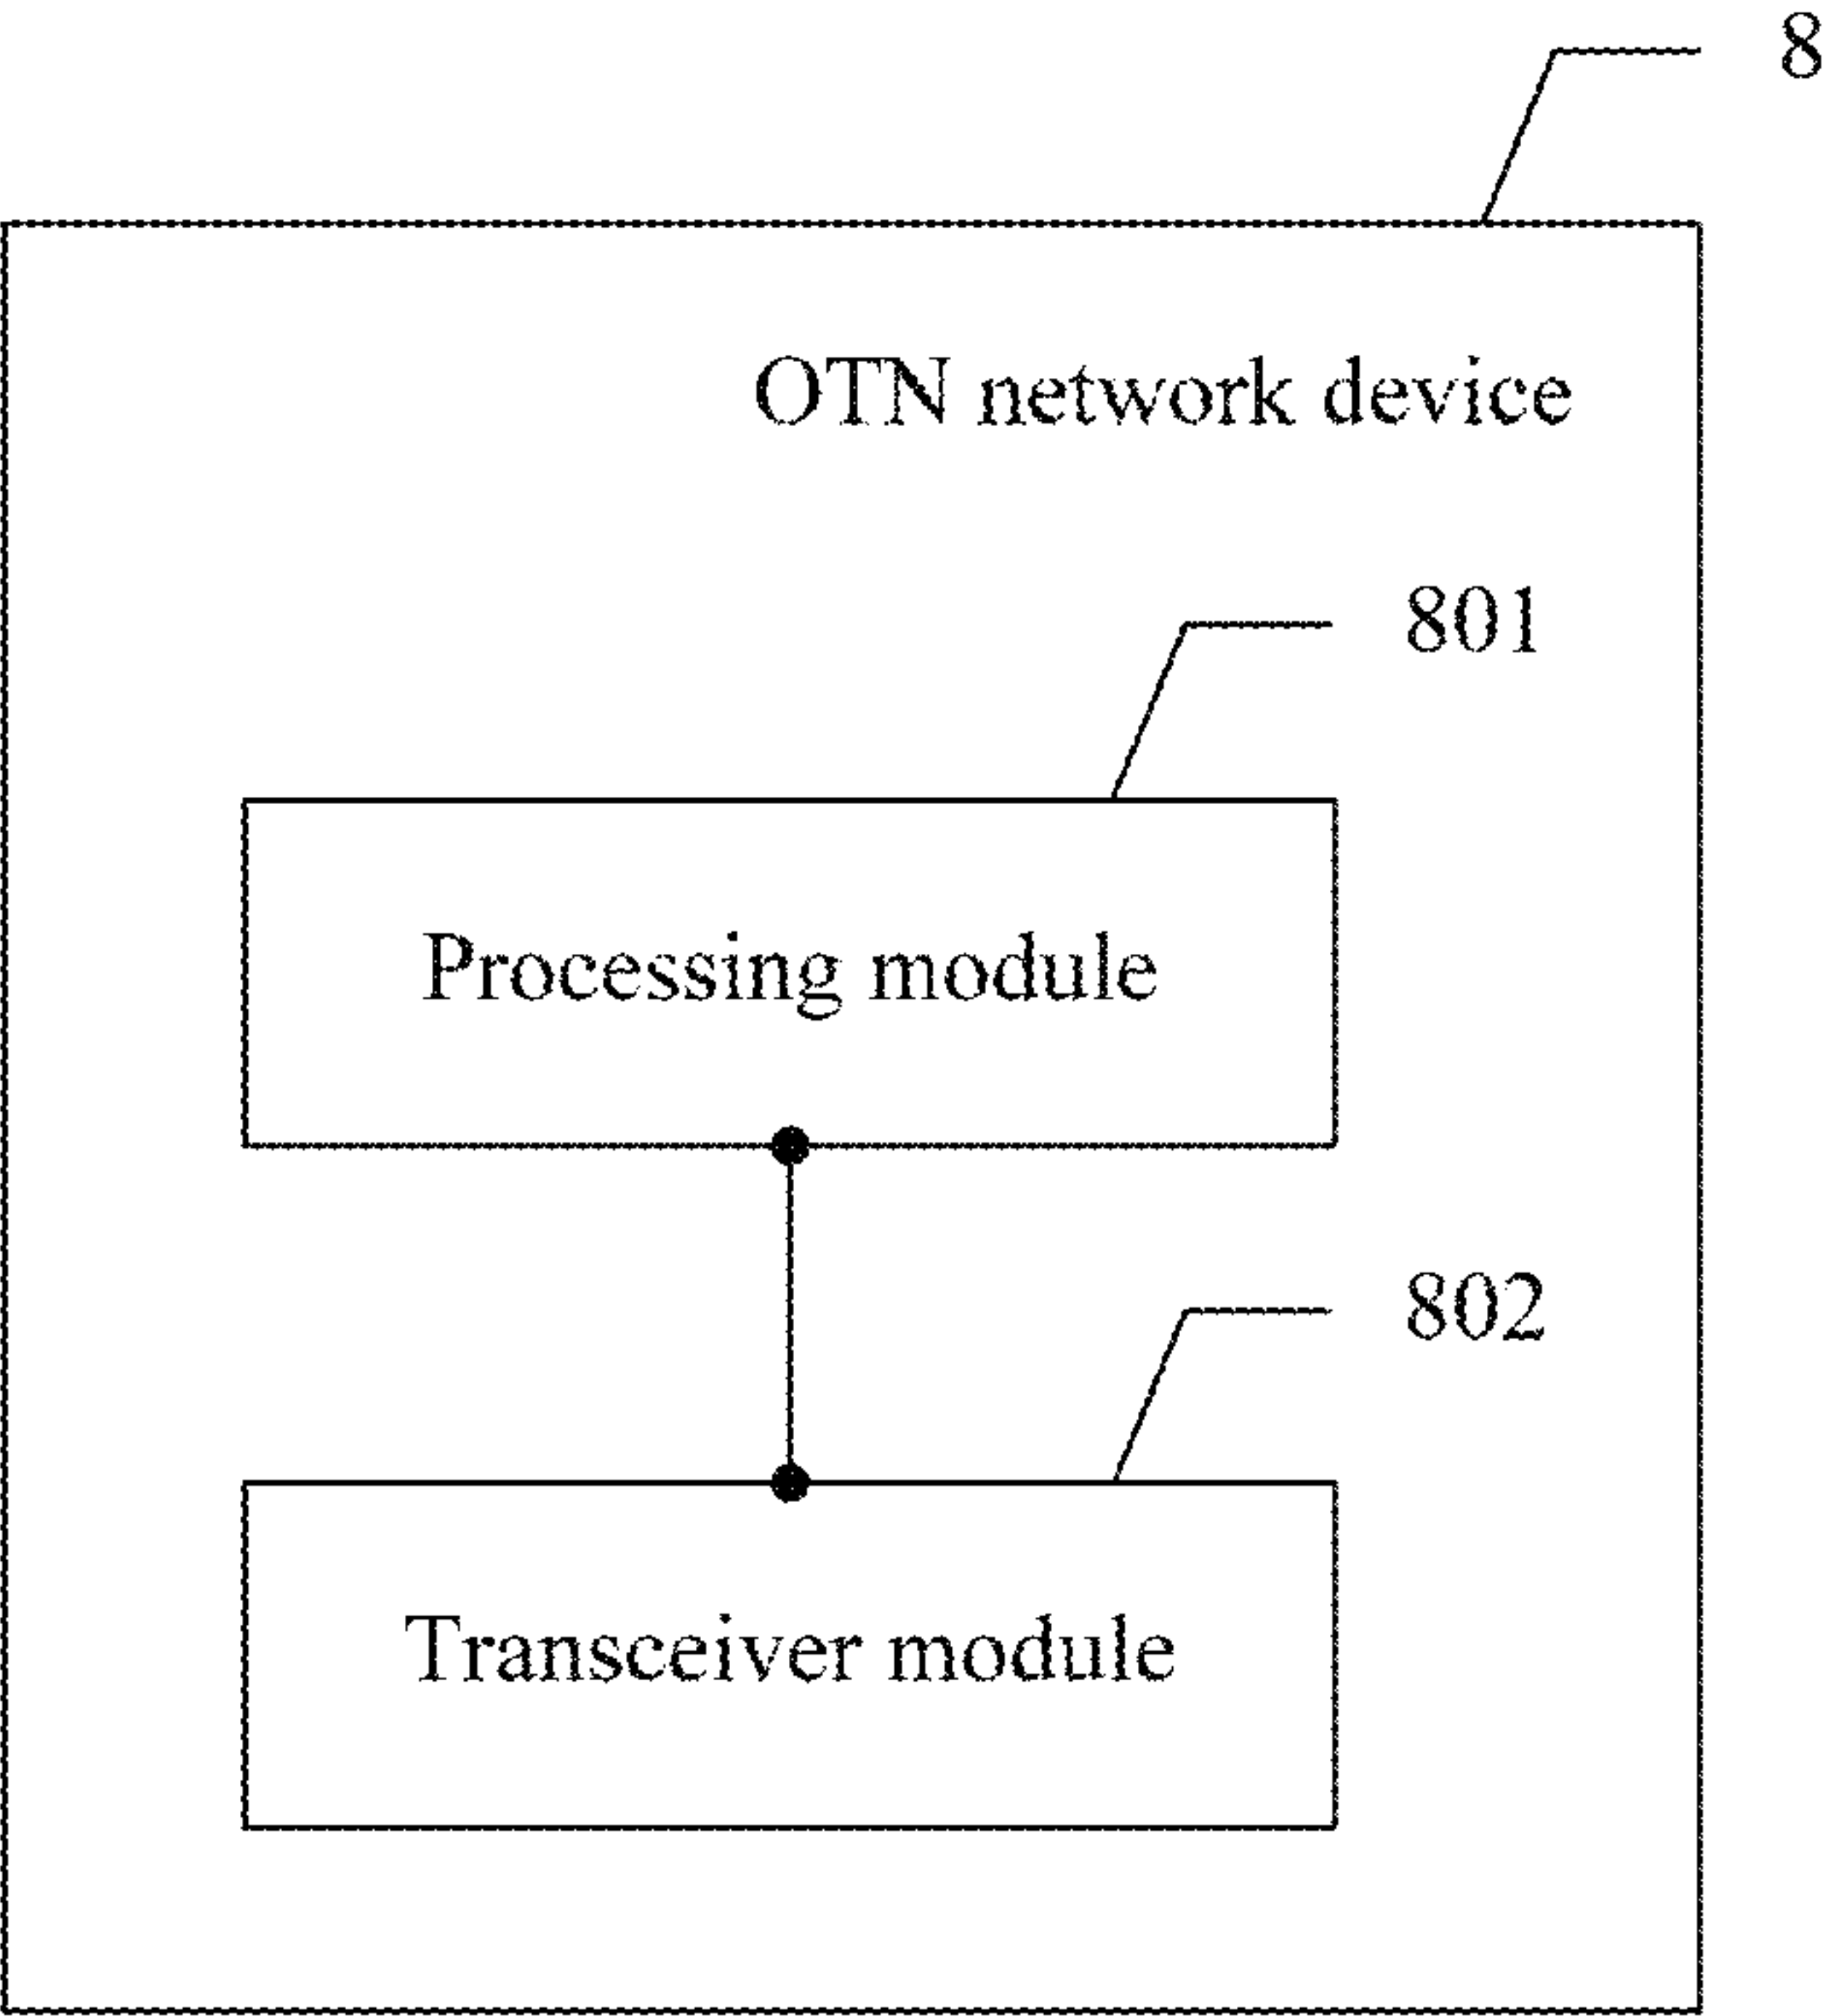 8
OTN network device
801
Processing module
802
Transceiver module